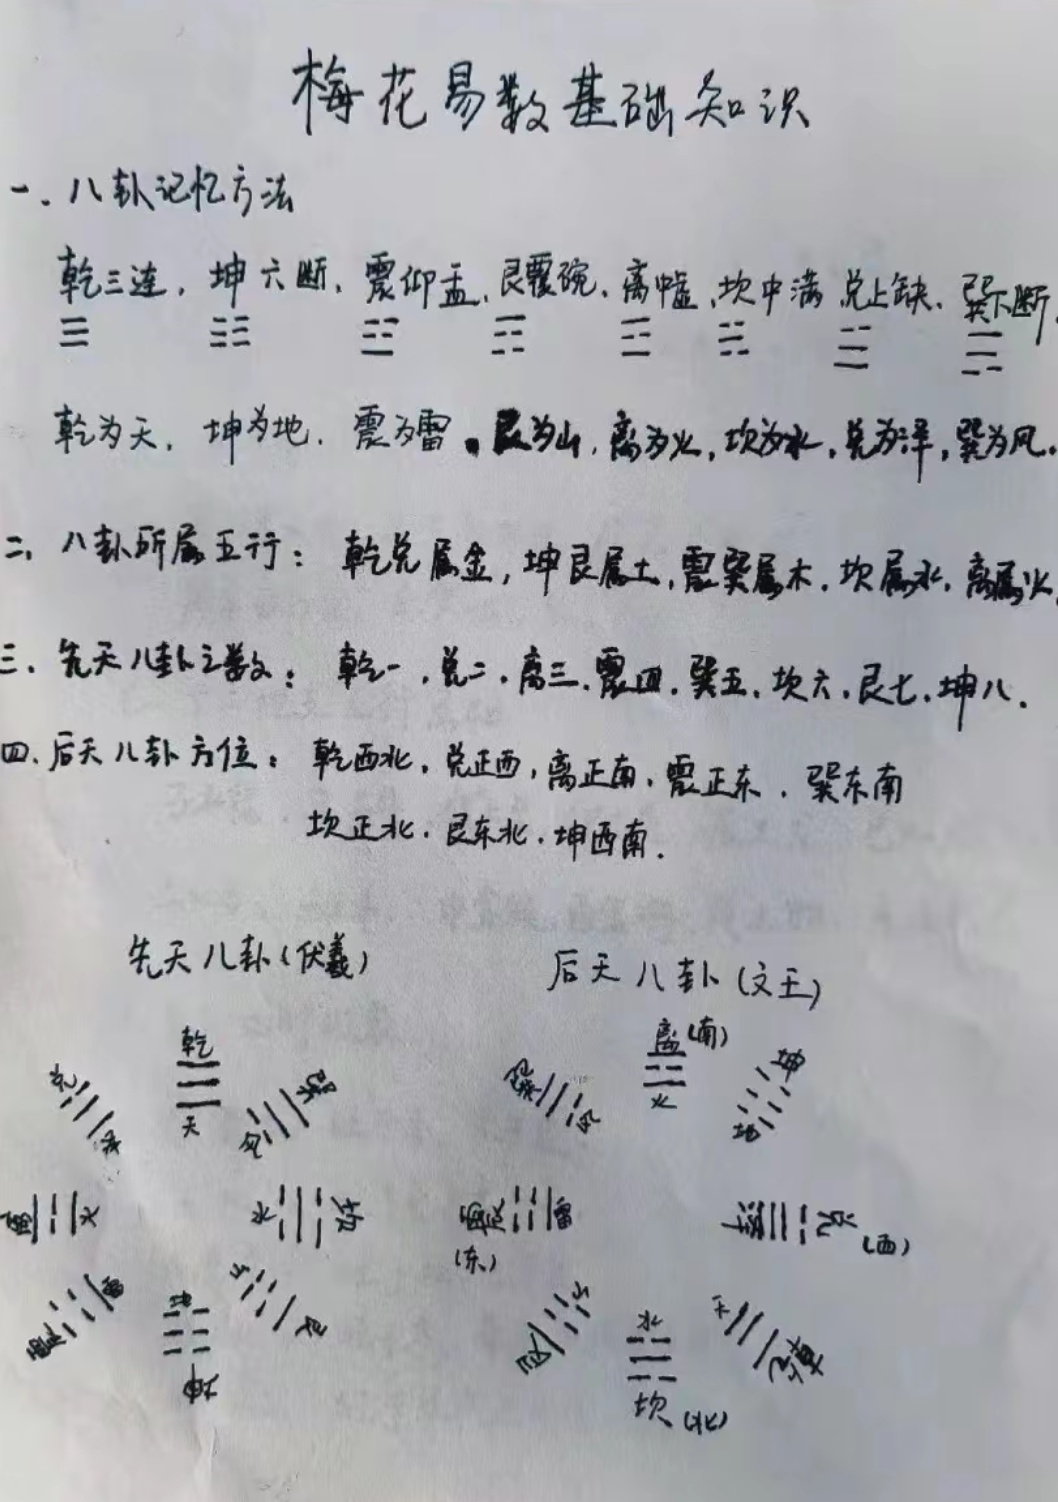 梅花易数基础知识
一、八卦记忆方法
乾三连，坤六断、震仰盂、艮覆碗、离中虚、坎中满 兑上缺、巽下断，
☰ ☷ ☳ ☶ ☲ ☵ ☱ ☴
乾为天，坤为地，震为雷，艮为山，离为火，坎为水，兑为泽，巽为风。
二、八卦所属五行：乾兑属金，坤艮属土，震巽属木，坎属水，离属火，
三、先天八卦之数：乾一，兑二，离三、震四，巽五、坎六、艮七、坤八．
四、后天八卦方位：乾西北，兑正西，离正南，震正东，巽东南
坎正北．艮东北．坤西南．
先天八卦（伏羲）
后天八卦（文王）
乾
☰
天
兑 ☱ 泽
风 ☴ 巽
离 ☲ 火
水 ☵ 坎
震 ☳ 雷
山 ☶ 艮
地
☷
坤
离（南）
☲
火
巽 ☴ 风
坤
☷
地
震 ☳ 雷
（东）
泽 ☱ 兑（西）
艮 ☶ 山
水
☵
坎（北）
天 ☰ 乾